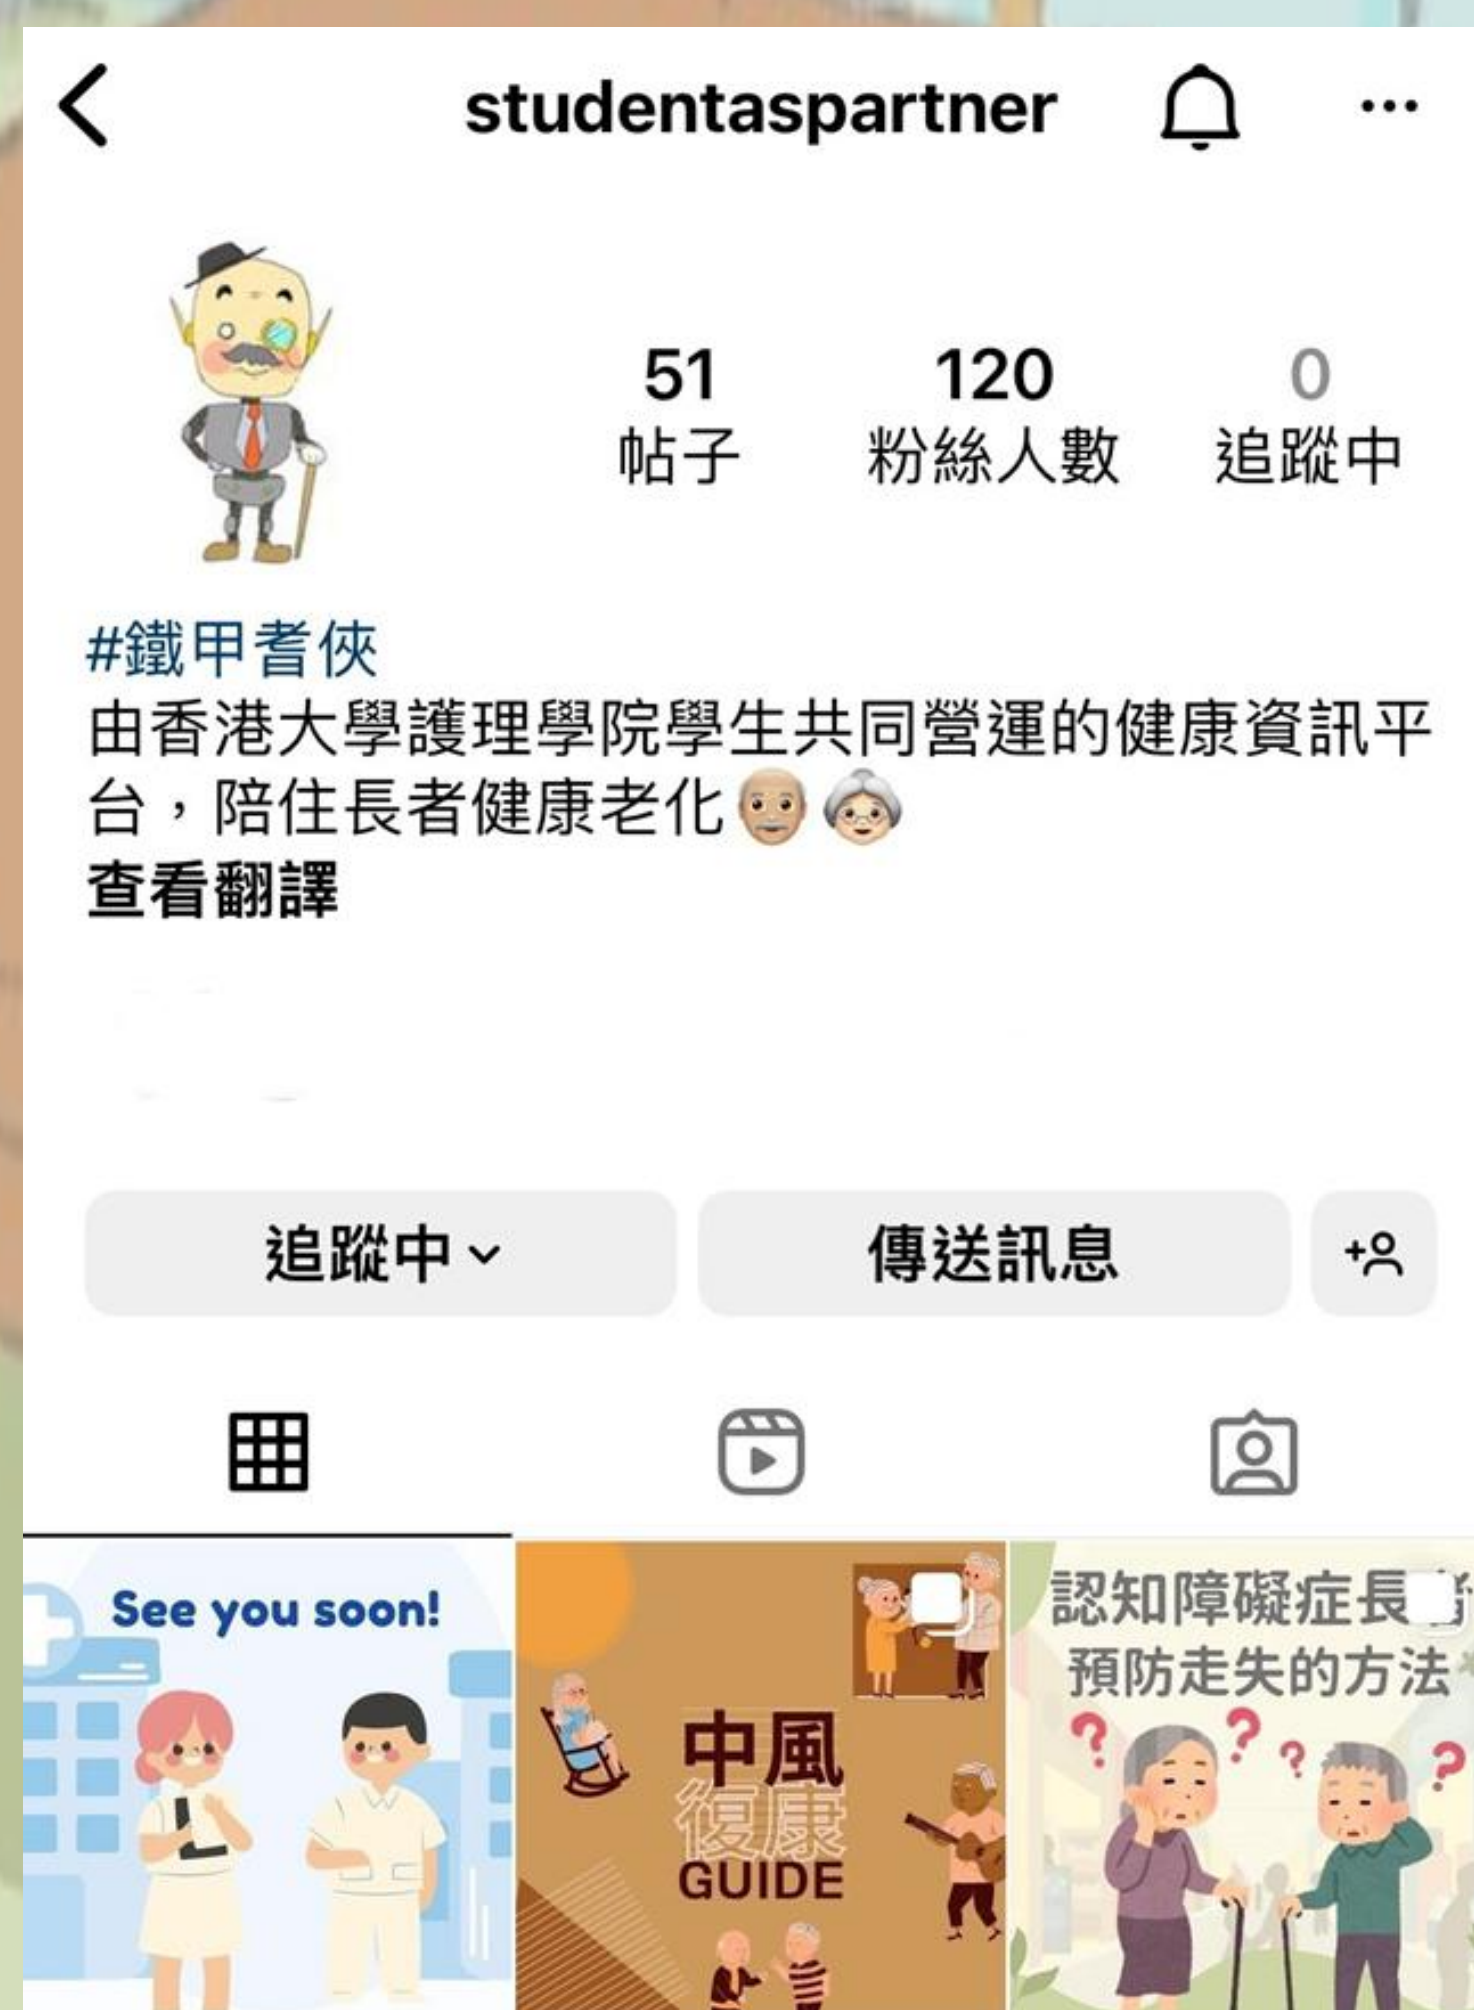 studentaspartner
51 120 0
帖子 粉絲人數 追蹤中
#鐵甲耆俠
由香港大學護理學院學生共同營運的健康資訊平
台，陪住長者健康老化
查看翻譯
追蹤中 傳送訊息
See you soon!
中風
復康
GUIDE
認知障礙症長者
預防走失的方法
? ? ? ?